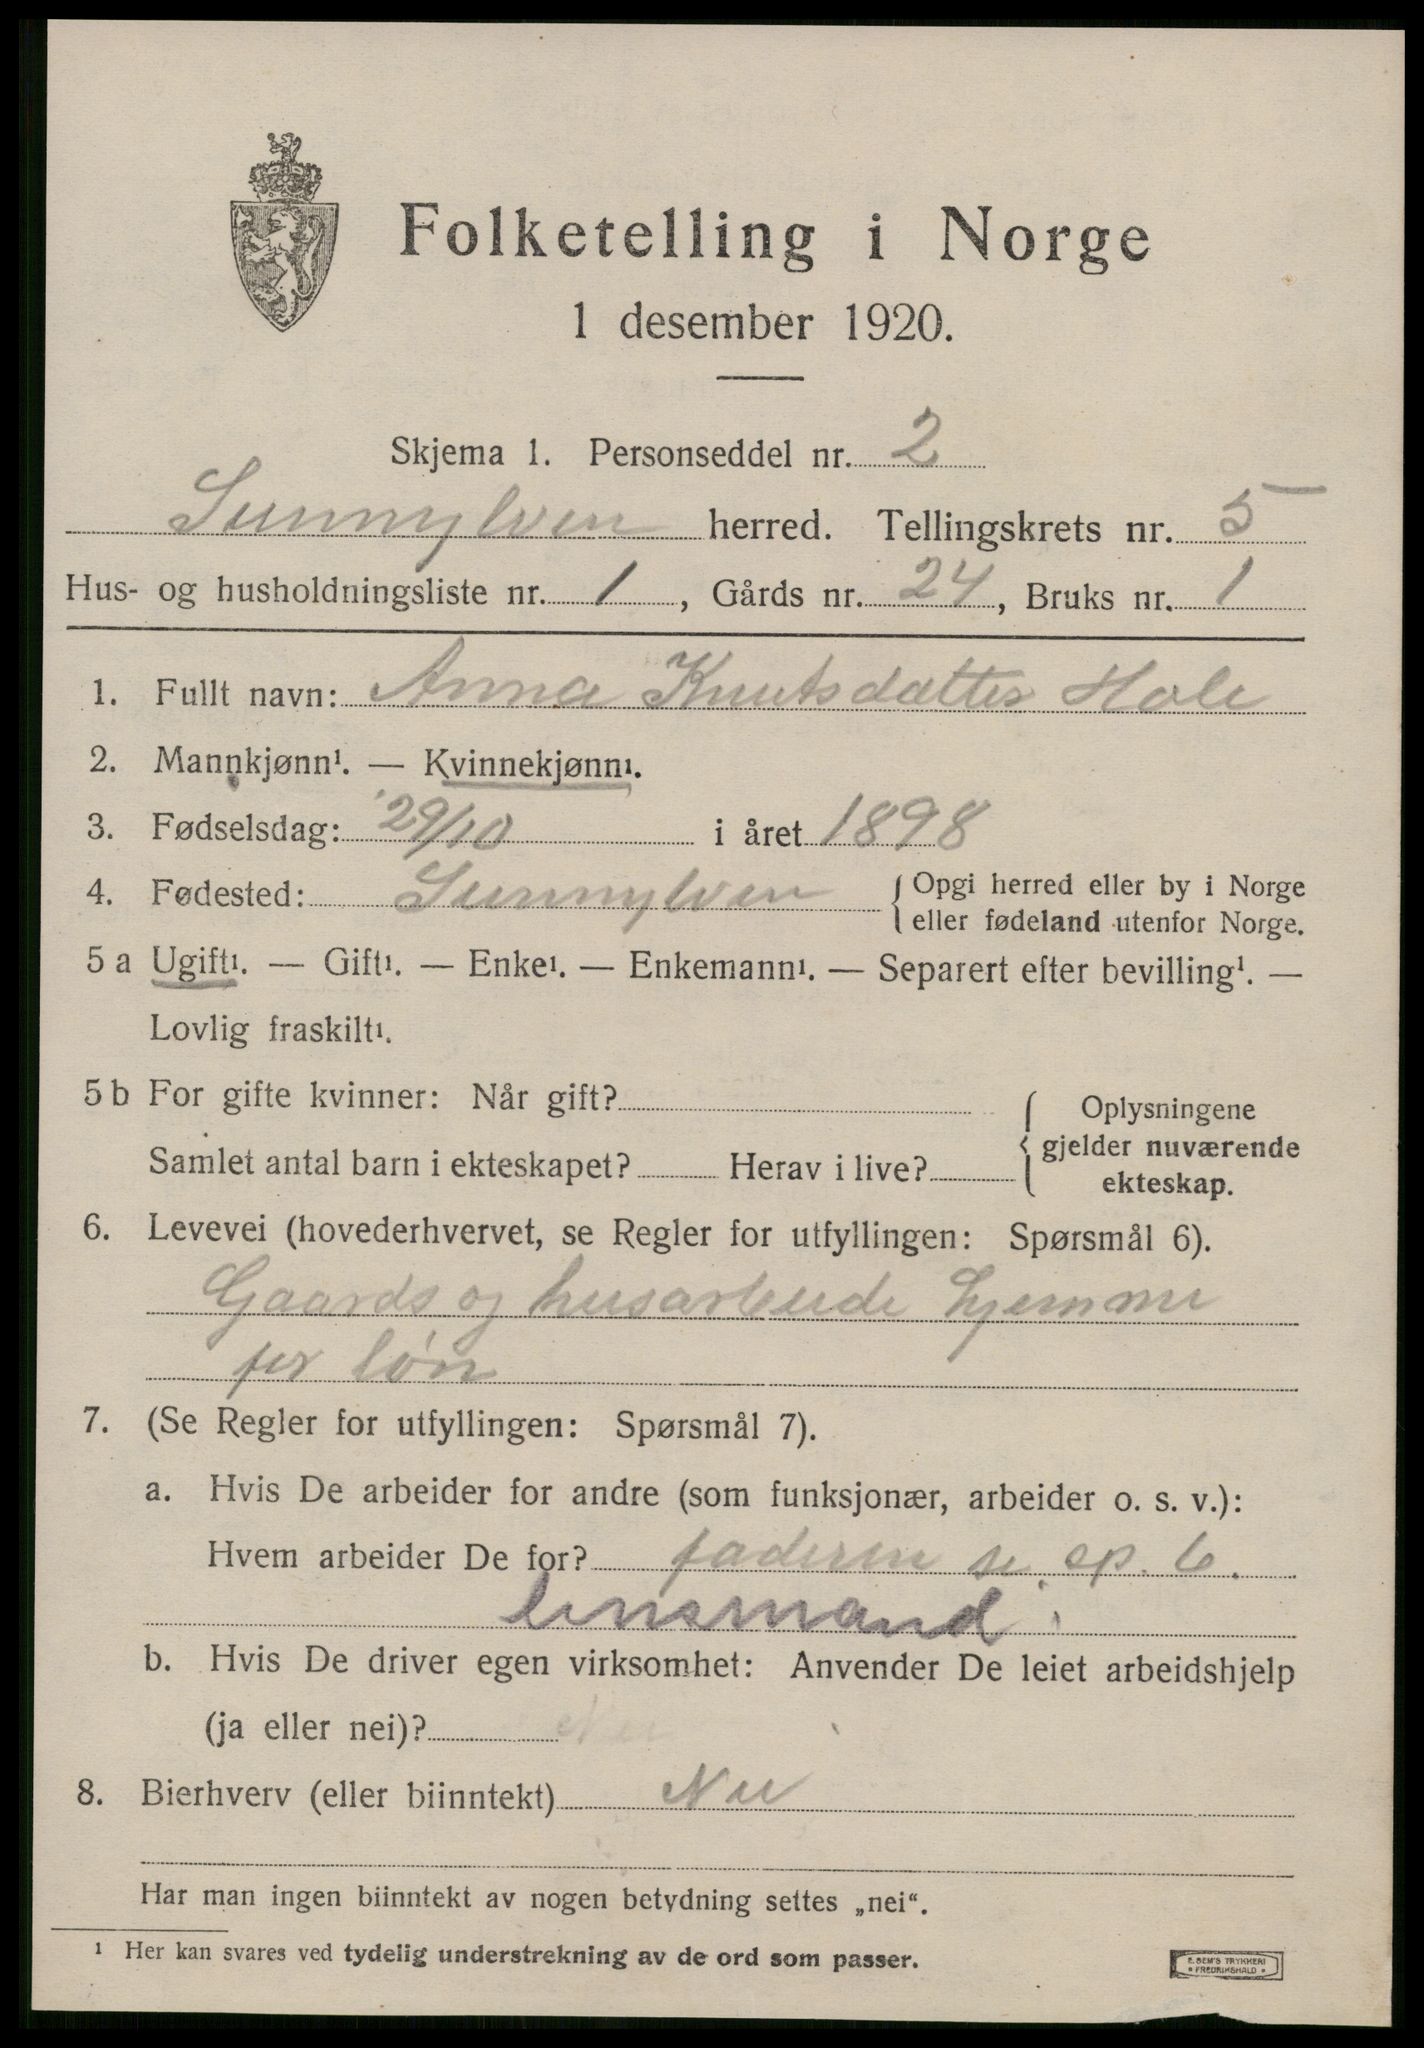 Folketelling i Norge
1 desember 1920.
Skjema 1. Personseddel nr. 2
Sunnylven herred. Tellingskrets nr. 5
Hus- og husholdningsliste nr. 1, Gårds nr. 24, Bruks nr. 1
1. Fullt navn: Anna Knutsdatter Hole
2. Mannkjønn¹. — Kvinnekjønn¹.
3. Fødselsdag: 29/10 i året 1898
4. Fødested: Sunnylven { Opgi herred eller by i Norge
eller fødeland utenfor Norge.
5 a Ugift¹. — Gift¹. — Enke¹. — Enkemann¹. — Separert efter bevilling¹. —
Lovlig fraskilt¹.
5 b For gifte kvinner: Når gift?
Samlet antal barn i ekteskapet? Herav i live?
Oplysningene
gjelder nuværende
ekteskap.
6. Levevei (hovederhvervet, se Regler for utfyllingen: Spørsmål 6).
Gaards og husarbeide hjemme
for løn
7. (Se Regler for utfyllingen: Spørsmål 7).
a. Hvis De arbeider for andre (som funksjonær, arbeider o. s. v.):
Hvem arbeider De for? faderen se. sp. 6.
lensmand
b. Hvis De driver egen virksomhet: Anvender De leiet arbeidshjelp
(ja eller nei)? Nei
8. Bierhverv (eller biinntekt) Nei
Har man ingen biinntekt av nogen betydning settes „nei“.
¹ Her kan svares ved tydelig understrekning av de ord som passer.
E. SEM'S TRYKKERI
• FREDRIKSHALD •